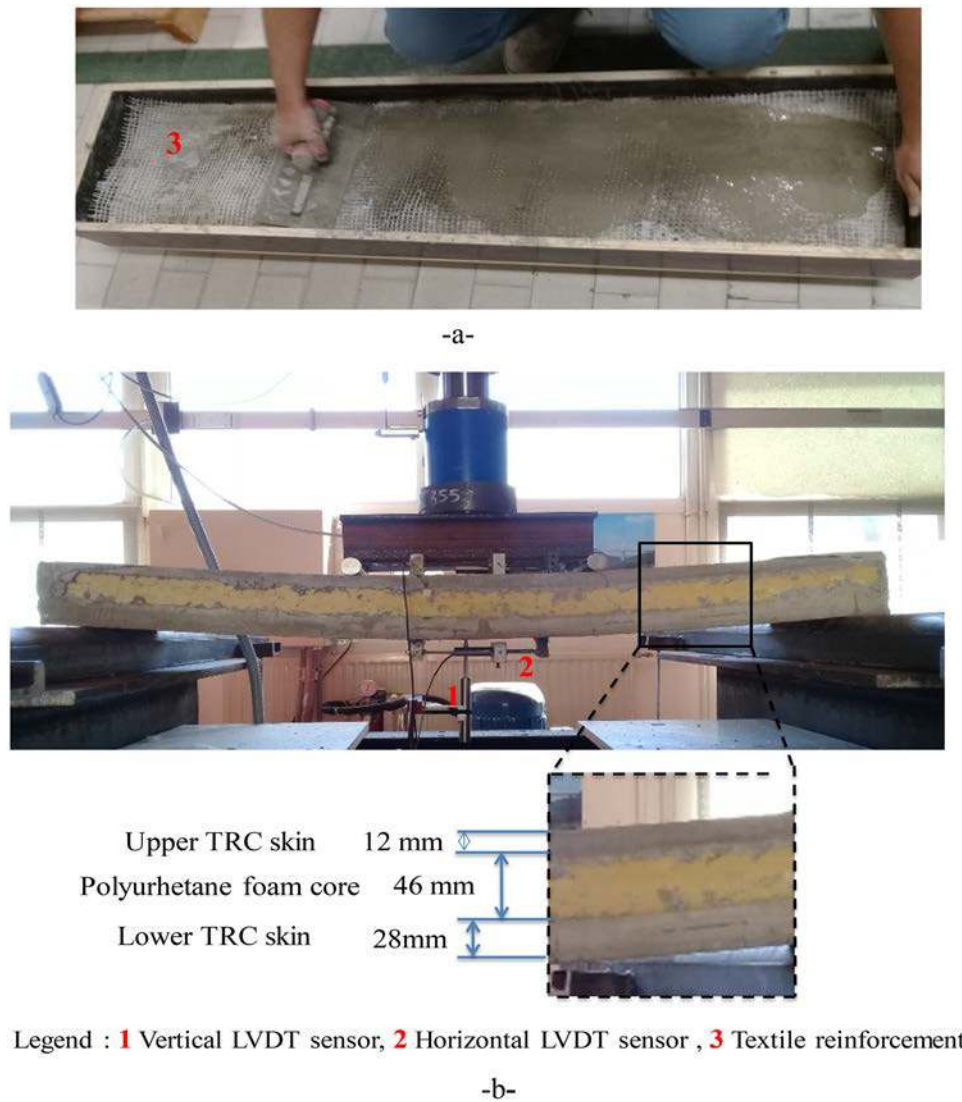 3
-a-
355
2
1
Upper TRC skin 12 mm
Polyurhetane foam core 46 mm
Lower TRC skin 28mm
Legend : 1 Vertical LVDT sensor, 2 Horizontal LVDT sensor , 3 Textile reinforcement
-b-